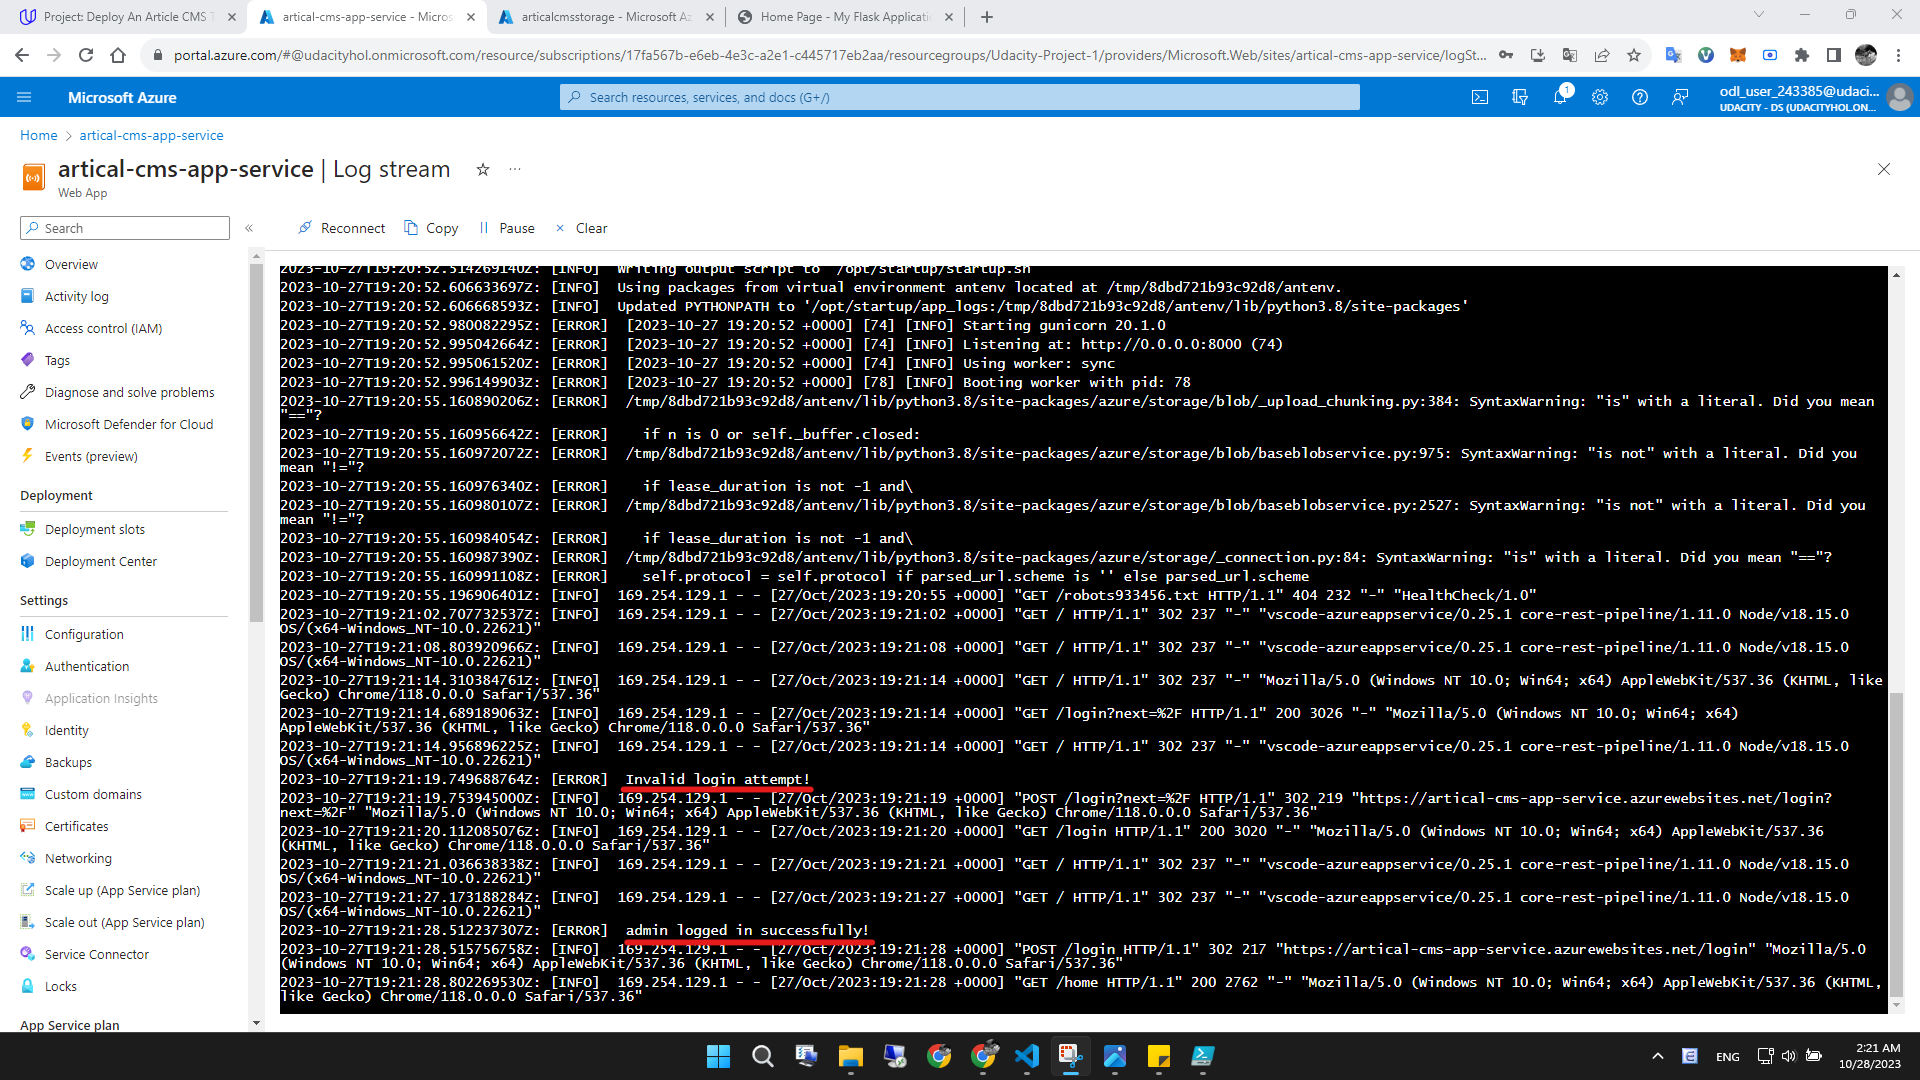 Project: Deploy An Article CMS T
artical-cms-app-service - Micros
articalcmsstorage - Microsoft Az
Home Page - My Flask Applicatio
portal.azure.com/#@udacityhol.onmicrosoft.com/resource/subscriptions/17fa567b-e6eb-4e3c-a2e1-c445717eb2aa/resourcegroups/Udacity-Project-1/providers/Microsoft.Web/sites/artical-cms-app-service/logSt...
Microsoft Azure
Search resources, services, and docs (G+/)
1
odl_user_243385@udaci...
UDACITY - DS (UDACITYHOL.ON...
Home > artical-cms-app-service
artical-cms-app-service | Log stream
Web App
Search
Reconnect Copy Pause Clear
Overview
Activity log
Access control (IAM)
Tags
Diagnose and solve problems
Microsoft Defender for Cloud
Events (preview)
Deployment
Deployment slots
Deployment Center
Settings
Configuration
Authentication
Application Insights
Identity
Backups
Custom domains
Certificates
Networking
Scale up (App Service plan)
Scale out (App Service plan)
Service Connector
Locks
App Service plan
2023-10-27T19:20:52.514269140Z: [INFO]  Writing output script to '/opt/startup/startup.sh'
2023-10-27T19:20:52.606633697Z: [INFO]  Using packages from virtual environment antenv located at /tmp/8dbd721b93c92d8/antenv.
2023-10-27T19:20:52.606668593Z: [INFO]  Updated PYTHONPATH to '/opt/startup/app_logs:/tmp/8dbd721b93c92d8/antenv/lib/python3.8/site-packages'
2023-10-27T19:20:52.980082295Z: [ERROR]  [2023-10-27 19:20:52 +0000] [74] [INFO] Starting gunicorn 20.1.0
2023-10-27T19:20:52.995042664Z: [ERROR]  [2023-10-27 19:20:52 +0000] [74] [INFO] Listening at: http://0.0.0.0:8000 (74)
2023-10-27T19:20:52.995061520Z: [ERROR]  [2023-10-27 19:20:52 +0000] [74] [INFO] Using worker: sync
2023-10-27T19:20:52.996149903Z: [ERROR]  [2023-10-27 19:20:52 +0000] [78] [INFO] Booting worker with pid: 78
2023-10-27T19:20:55.160890206Z: [ERROR]  /tmp/8dbd721b93c92d8/antenv/lib/python3.8/site-packages/azure/storage/blob/_upload_chunking.py:384: SyntaxWarning: "is" with a literal. Did you mean
"=="?
2023-10-27T19:20:55.160956642Z: [ERROR]    if n is 0 or self._buffer.closed:
2023-10-27T19:20:55.160972072Z: [ERROR]  /tmp/8dbd721b93c92d8/antenv/lib/python3.8/site-packages/azure/storage/blob/baseblobservice.py:975: SyntaxWarning: "is not" with a literal. Did you
mean "!="?
2023-10-27T19:20:55.160976340Z: [ERROR]    if lease_duration is not -1 and\
2023-10-27T19:20:55.160980107Z: [ERROR]  /tmp/8dbd721b93c92d8/antenv/lib/python3.8/site-packages/azure/storage/blob/baseblobservice.py:2527: SyntaxWarning: "is not" with a literal. Did you
mean "!="?
2023-10-27T19:20:55.160984054Z: [ERROR]    if lease_duration is not -1 and\
2023-10-27T19:20:55.160987390Z: [ERROR]  /tmp/8dbd721b93c92d8/antenv/lib/python3.8/site-packages/azure/storage/_connection.py:84: SyntaxWarning: "is" with a literal. Did you mean "=="?
2023-10-27T19:20:55.160991108Z: [ERROR]    self.protocol = self.protocol if parsed_url.scheme is '' else parsed_url.scheme
2023-10-27T19:20:55.196906401Z: [INFO]  169.254.129.1 - - [27/Oct/2023:19:20:55 +0000] "GET /robots933456.txt HTTP/1.1" 404 232 "-" "HealthCheck/1.0"
2023-10-27T19:21:02.707732537Z: [INFO]  169.254.129.1 - - [27/Oct/2023:19:21:02 +0000] "GET / HTTP/1.1" 302 237 "-" "vscode-azureappservice/0.25.1 core-rest-pipeline/1.11.0 Node/v18.15.0
OS/(x64-Windows_NT-10.0.22621)"
2023-10-27T19:21:08.803920966Z: [INFO]  169.254.129.1 - - [27/Oct/2023:19:21:08 +0000] "GET / HTTP/1.1" 302 237 "-" "vscode-azureappservice/0.25.1 core-rest-pipeline/1.11.0 Node/v18.15.0
OS/(x64-Windows_NT-10.0.22621)"
2023-10-27T19:21:14.310384761Z: [INFO]  169.254.129.1 - - [27/Oct/2023:19:21:14 +0000] "GET / HTTP/1.1" 302 237 "-" "Mozilla/5.0 (Windows NT 10.0; Win64; x64) AppleWebKit/537.36 (KHTML, like
Gecko) Chrome/118.0.0.0 Safari/537.36"
2023-10-27T19:21:14.689189063Z: [INFO]  169.254.129.1 - - [27/Oct/2023:19:21:14 +0000] "GET /login?next=%2F HTTP/1.1" 200 3026 "-" "Mozilla/5.0 (Windows NT 10.0; Win64; x64)
AppleWebKit/537.36 (KHTML, like Gecko) Chrome/118.0.0.0 Safari/537.36"
2023-10-27T19:21:14.956896225Z: [INFO]  169.254.129.1 - - [27/Oct/2023:19:21:14 +0000] "GET / HTTP/1.1" 302 237 "-" "vscode-azureappservice/0.25.1 core-rest-pipeline/1.11.0 Node/v18.15.0
OS/(x64-Windows_NT-10.0.22621)"
2023-10-27T19:21:19.749688764Z: [ERROR]  Invalid login attempt!
2023-10-27T19:21:19.753945000Z: [INFO]  169.254.129.1 - - [27/Oct/2023:19:21:19 +0000] "POST /login?next=%2F HTTP/1.1" 302 219 "https://artical-cms-app-service.azurewebsites.net/login?
next=%2F" "Mozilla/5.0 (Windows NT 10.0; Win64; x64) AppleWebKit/537.36 (KHTML, like Gecko) Chrome/118.0.0.0 Safari/537.36"
2023-10-27T19:21:20.112085076Z: [INFO]  169.254.129.1 - - [27/Oct/2023:19:21:20 +0000] "GET /login HTTP/1.1" 200 3020 "-" "Mozilla/5.0 (Windows NT 10.0; Win64; x64) AppleWebKit/537.36
(KHTML, like Gecko) Chrome/118.0.0.0 Safari/537.36"
2023-10-27T19:21:21.036638338Z: [INFO]  169.254.129.1 - - [27/Oct/2023:19:21:21 +0000] "GET / HTTP/1.1" 302 237 "-" "vscode-azureappservice/0.25.1 core-rest-pipeline/1.11.0 Node/v18.15.0
OS/(x64-Windows_NT-10.0.22621)"
2023-10-27T19:21:27.173188284Z: [INFO]  169.254.129.1 - - [27/Oct/2023:19:21:27 +0000] "GET / HTTP/1.1" 302 237 "-" "vscode-azureappservice/0.25.1 core-rest-pipeline/1.11.0 Node/v18.15.0
OS/(x64-Windows_NT-10.0.22621)"
2023-10-27T19:21:28.512237307Z: [ERROR]  admin logged in successfully!
2023-10-27T19:21:28.515756758Z: [INFO]  169.254.129.1 - - [27/Oct/2023:19:21:28 +0000] "POST /login HTTP/1.1" 302 217 "https://artical-cms-app-service.azurewebsites.net/login" "Mozilla/5.0
(Windows NT 10.0; Win64; x64) AppleWebKit/537.36 (KHTML, like Gecko) Chrome/118.0.0.0 Safari/537.36"
2023-10-27T19:21:28.802269530Z: [INFO]  169.254.129.1 - - [27/Oct/2023:19:21:28 +0000] "GET /home HTTP/1.1" 200 2762 "-" "Mozilla/5.0 (Windows NT 10.0; Win64; x64) AppleWebKit/537.36 (KHTML,
like Gecko) Chrome/118.0.0.0 Safari/537.36"
ENG
2:21 AM
10/28/2023